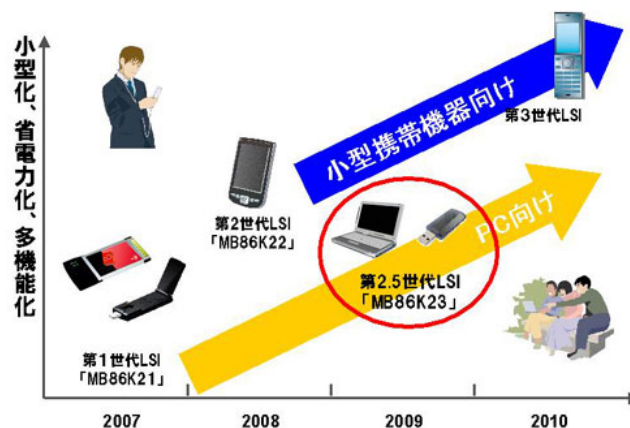 小型化、省電力化、多機能化
小型携帯機器向け
第3世代LSI
第2世代LSI
「MB86K22」
PC向け
第2.5世代LSI
「MB86K23」
第1世代LSI
「MB86K21」
2007
2008
2009
2010